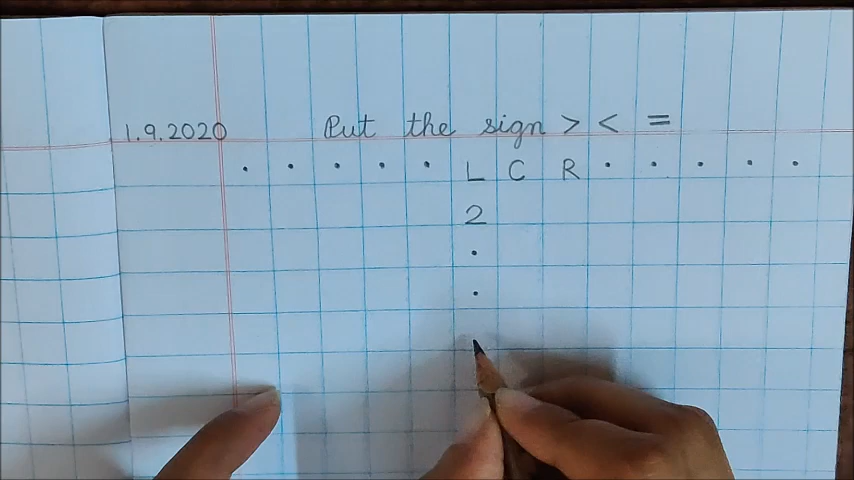 1.9.2020 Put the sign > < =
. . . . . L C R . . . . .
2
.
.